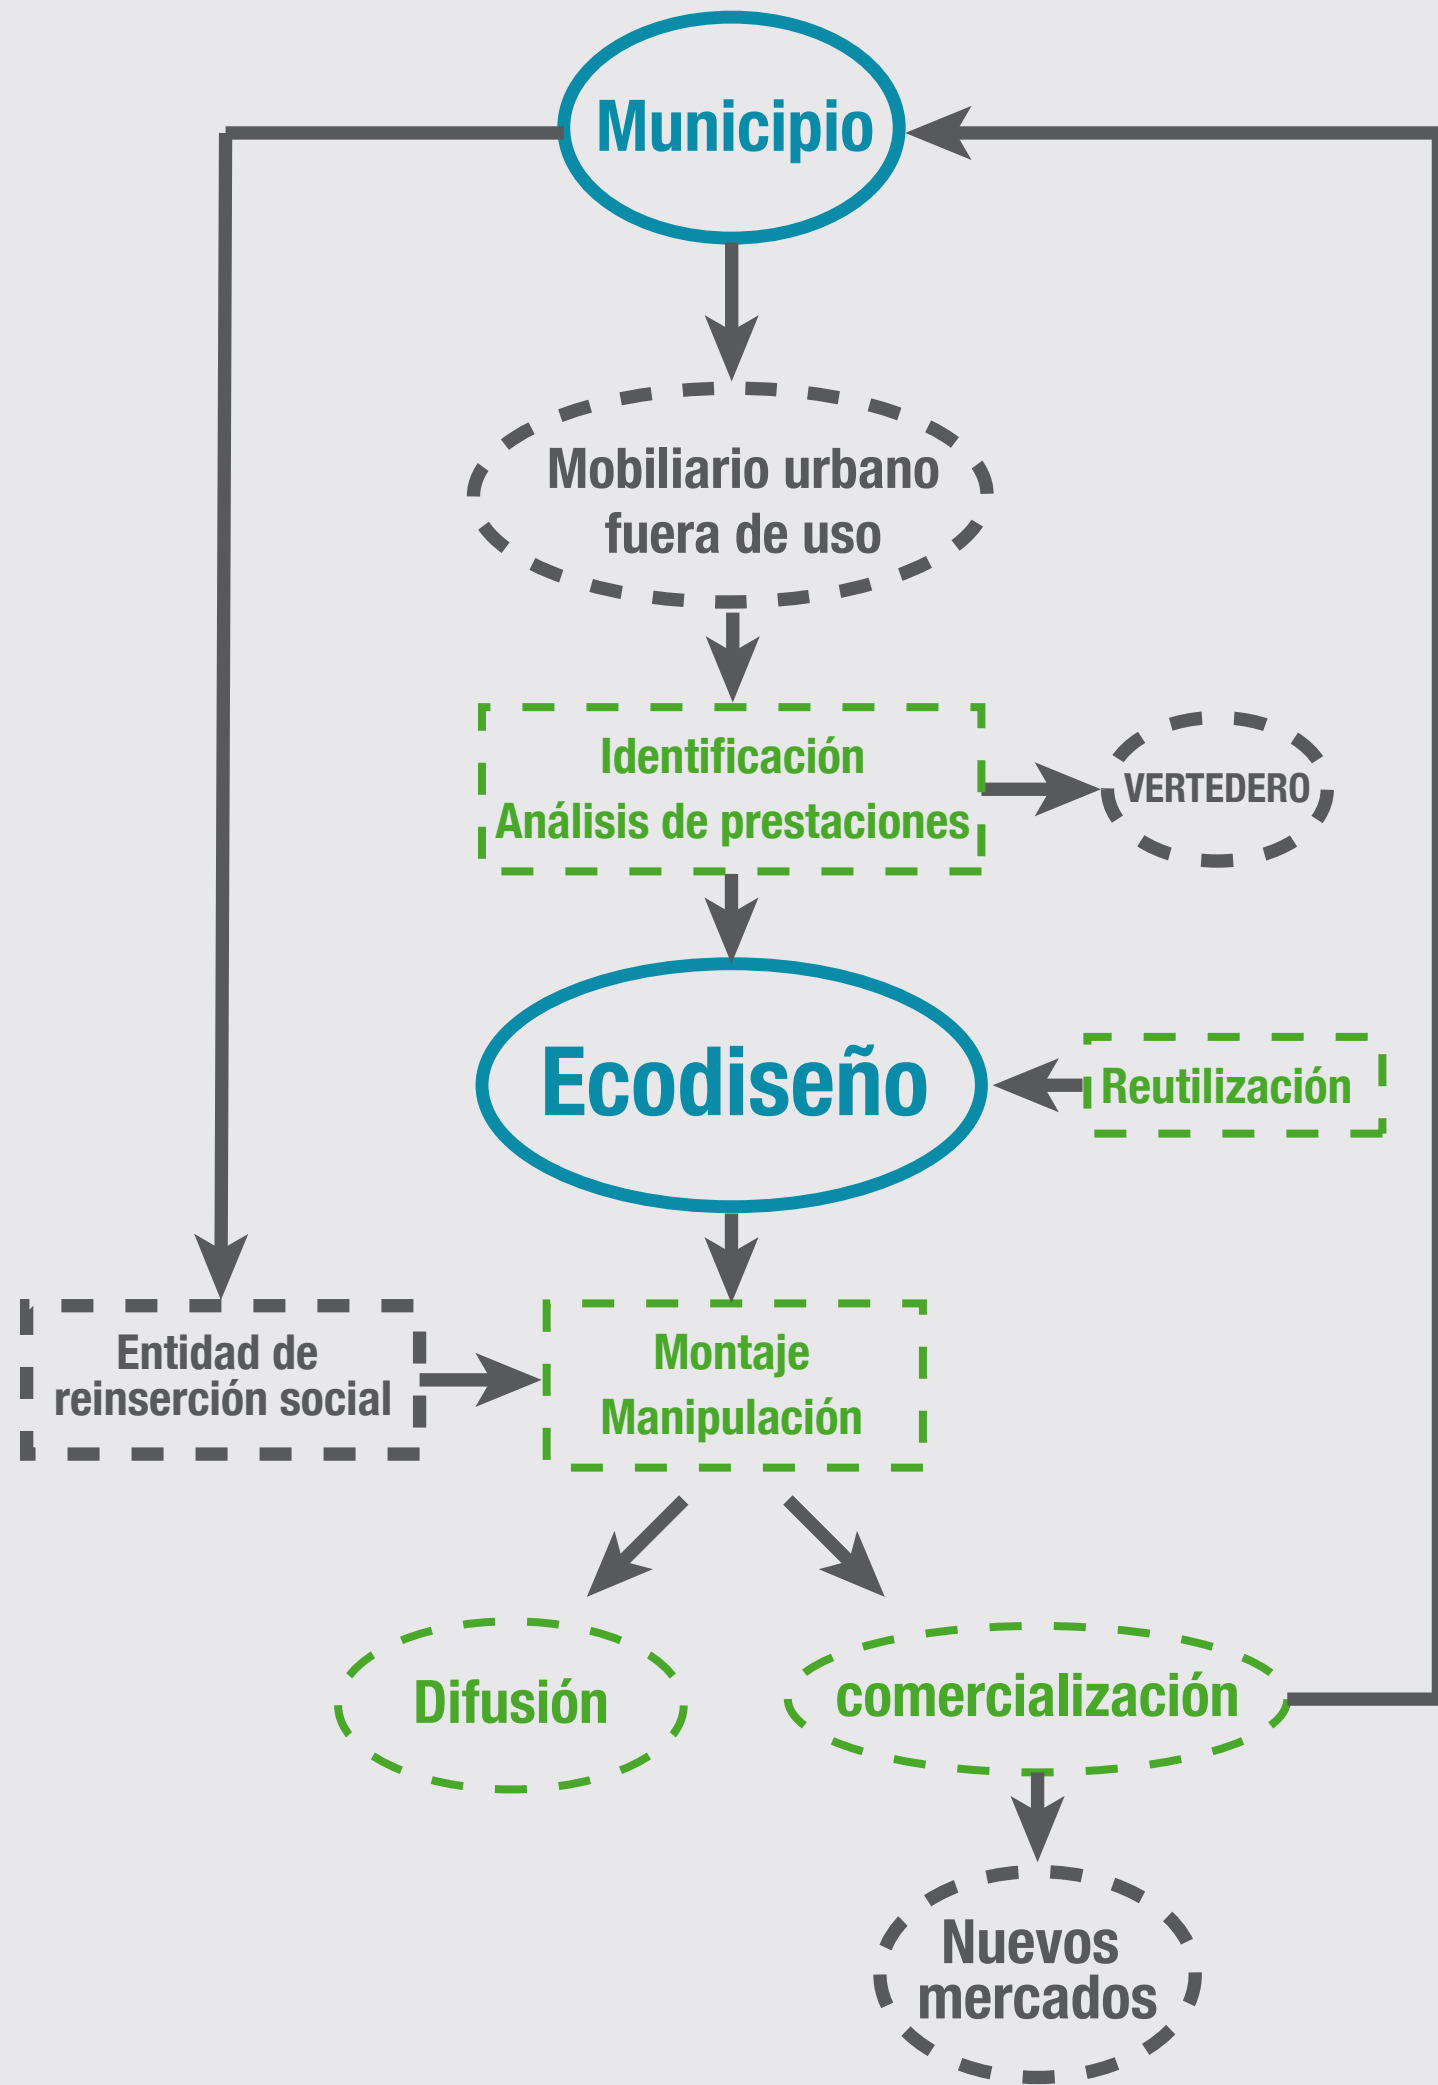 Municipio
Mobiliario urbano
fuera de uso
Identificación
Análisis de prestaciones
VERTEDERO
Ecodiseño
Reutilización
Entidad de
reinserción social
Montaje
Manipulación
Difusión
comercialización
Nuevos
mercados